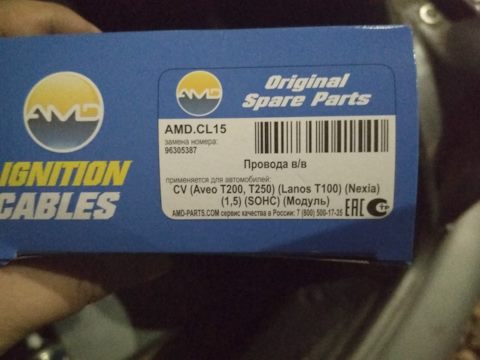 AMD
IGNITION
CABLES
AMD
Original
Spare Parts
AMD.CL15
замена номера:
96305387
Провода в/в
применяется для автомобилей:
CV (Aveo T200, T250) (Lanos T100) (Nexia)
(1,5) (SOHC) (Модуль)
AMD-PARTS.COM сервис качества в России: 7 (800) 500-17-35
EAC